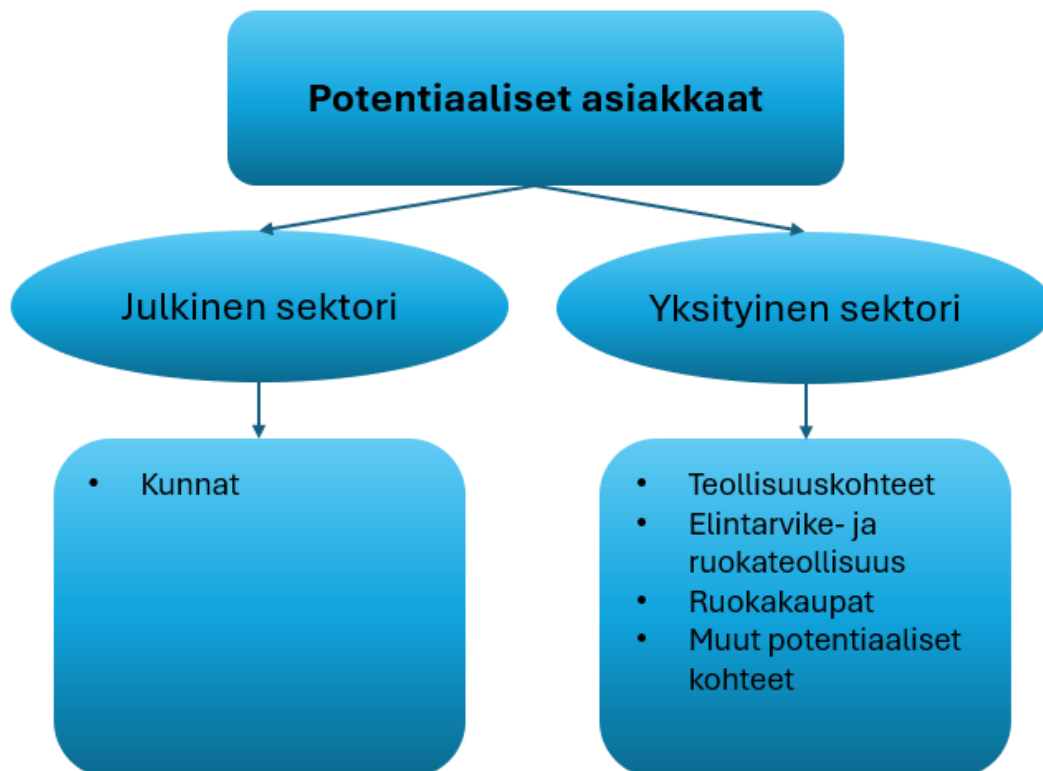 Potentiaaliset asiakkaat
Julkinen sektori
Yksityinen sektori
• Kunnat
• Teollisuuskohteet
• Elintarvike- ja
ruokateollisuus
• Ruokakaupat
• Muut potentiaaliset
kohteet